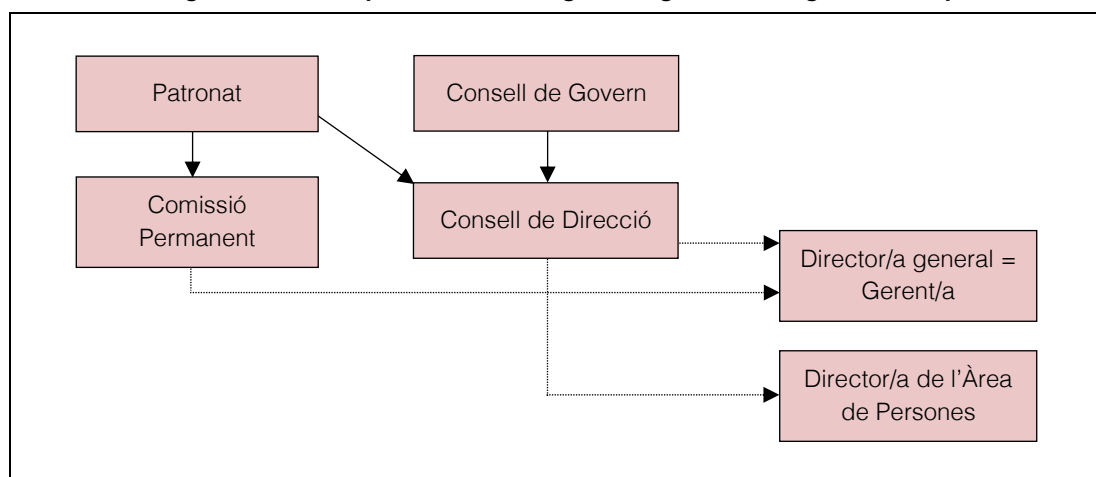 Patronat
Consell de Govern
Comissió
Permanent
Consell de Direcció
Director/a general =
Gerent/a
Director/a de l'Àrea
de Persones